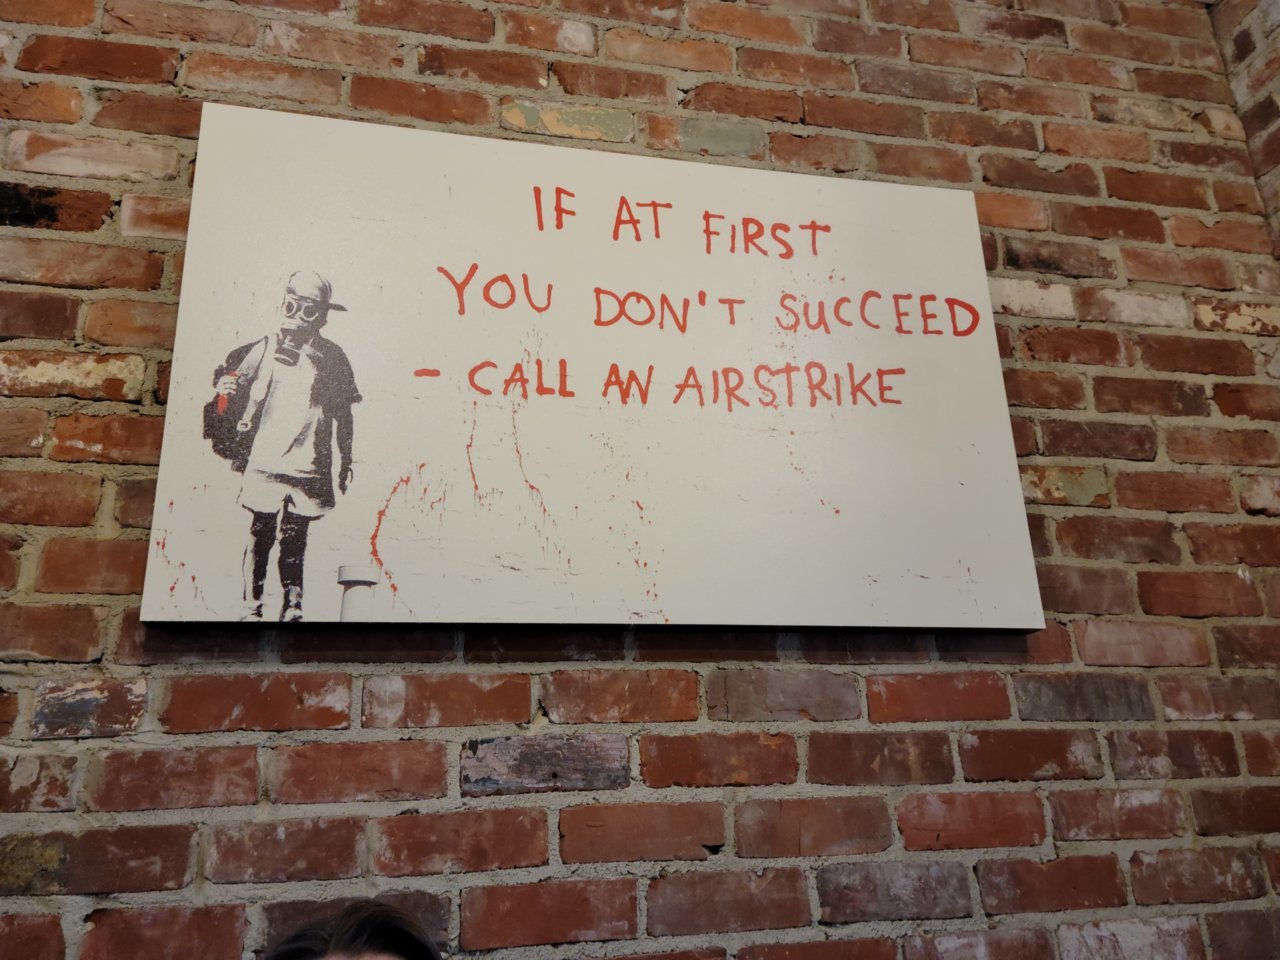 IF AT FIRST
YOU DON'T SUCCEED
- CALL AN AIRSTRIKE